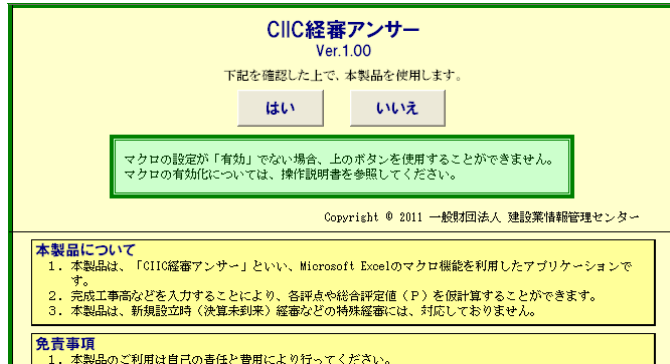 CIIC経審アンサー
Ver.1.00
下記を確認した上で、本製品を使用します。
はい いいえ
マクロの設定が「有効」でない場合、上のボタンを使用することができません。
マクロの有効化については、操作説明書を参照してください。
Copyright © 2011 一般財団法人 建設業情報管理センター
本製品について
1. 本製品は、「CIIC経審アンサー」といい、Microsoft Excelのマクロ機能を利用したアプリケーションで
す。
2. 完成工事高などを入力することにより、各評点や総合評定値（P）を仮計算することができます。
3. 本製品は、新規設立時（決算未到来）経審などの特殊経審には、対応しておりません。
免責事項
1. 本製品のご利用は自己の責任と費用により行ってください。